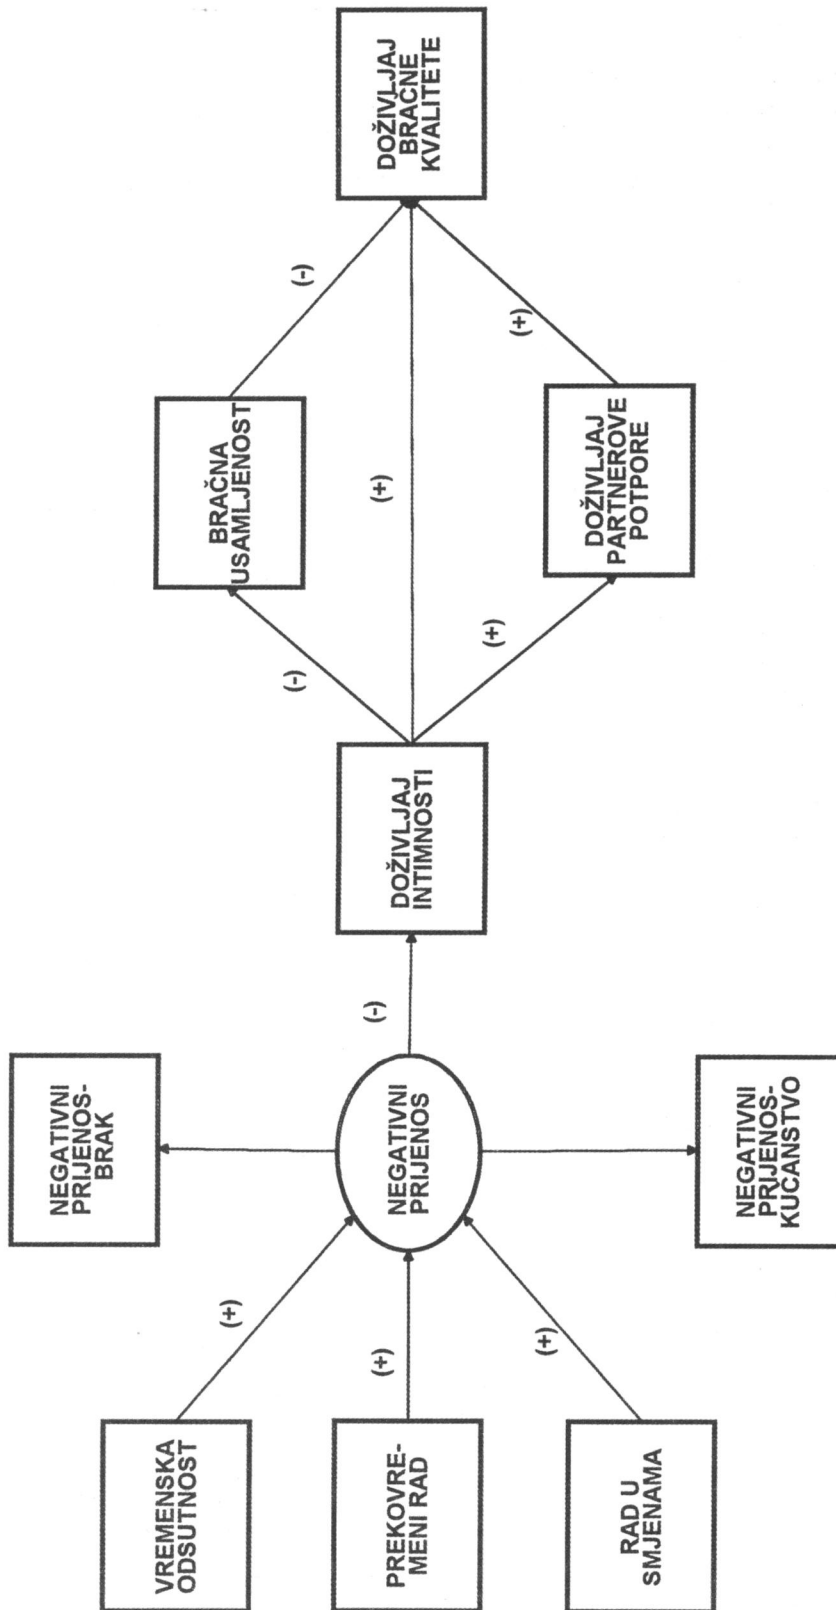 VREMENSKA
ODSUTNOST
PREKOVRE-
MENI RAD
RAD U
SMJENAMA
(+)
(+)
(+)
NEGATIVNI
PRIJENOS-
BRAK
NEGATIVNI
PRIJENOS
NEGATIVNI
PRIJENOS-
KUĆANSTVO
(-)
DOŽIVLJAJ
INTIMNOSTI
(-)
(+)
(+)
BRAČNA
USAMLJENOST
DOŽIVLJAJ
PARTNEROVE
POTPORE
(-)
(+)
DOŽIVLJAJ
BRAČNE
KVALITETE